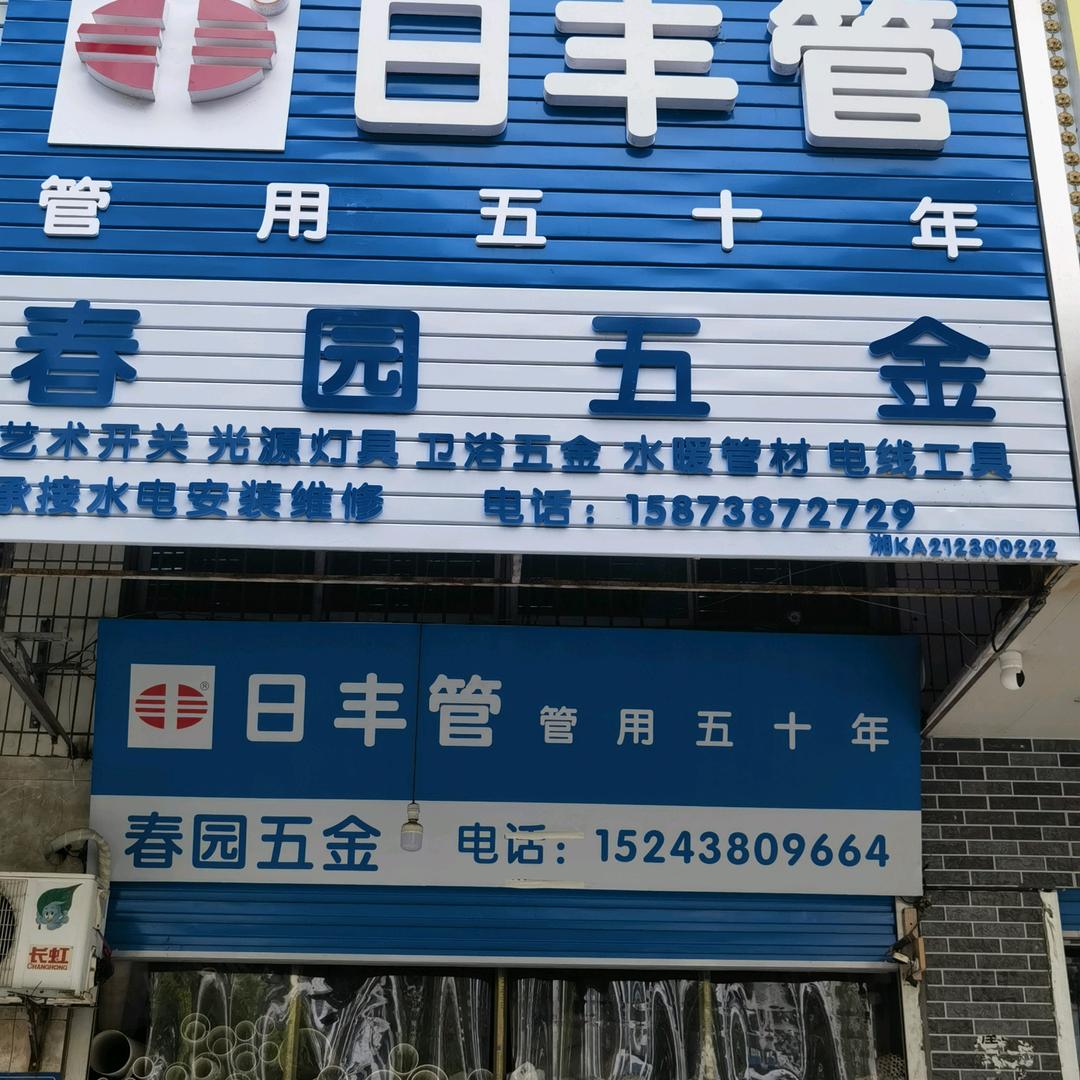 日丰管
管用五十年
春园五金
艺术开关 光源灯具 卫浴五金 水暖管材 电线工具
承接水电安装维修 电话：15873872729
湘KA212300222
®
日丰管 管用五十年
春园五金 电话：15243809664
长虹
CHANGHONG